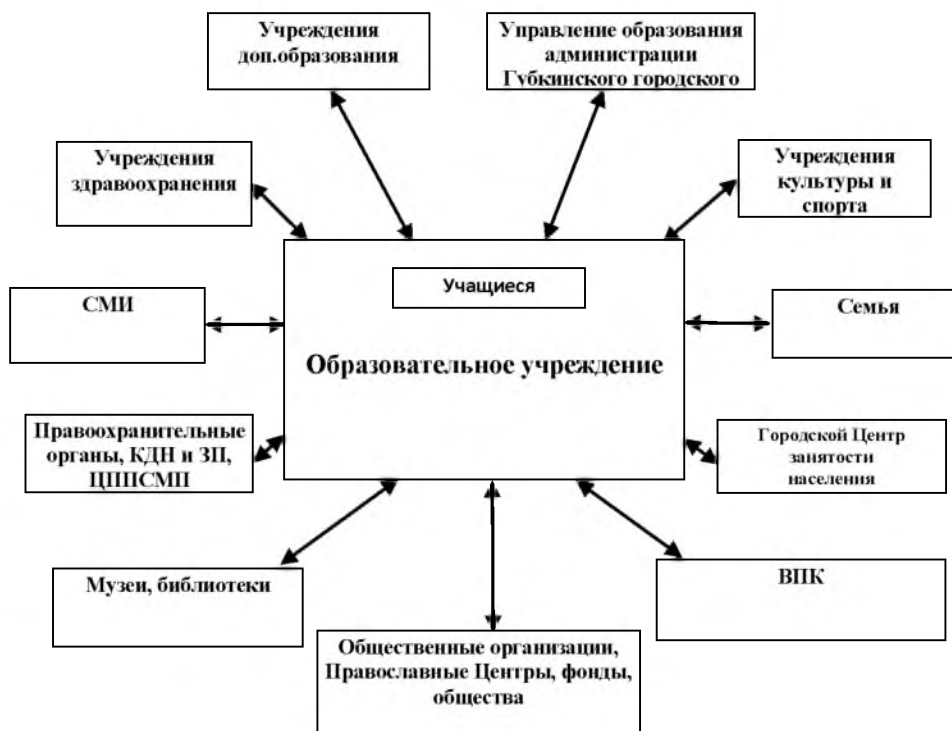 Учреждения
доп.образования
Управление образования
администрации
Губкинского городского
Учреждения
здравоохранения
Учреждения
культуры и
спорта
Учащиеся
СМИ
Семья
Образовательное учреждение
Правоохранительные
органы, КДН и ЗП,
ЦППСМП
Городской Центр
занятости
населения
Музеи, библиотеки
ВПК
Общественные организации,
Православные Центры, фонды,
общества